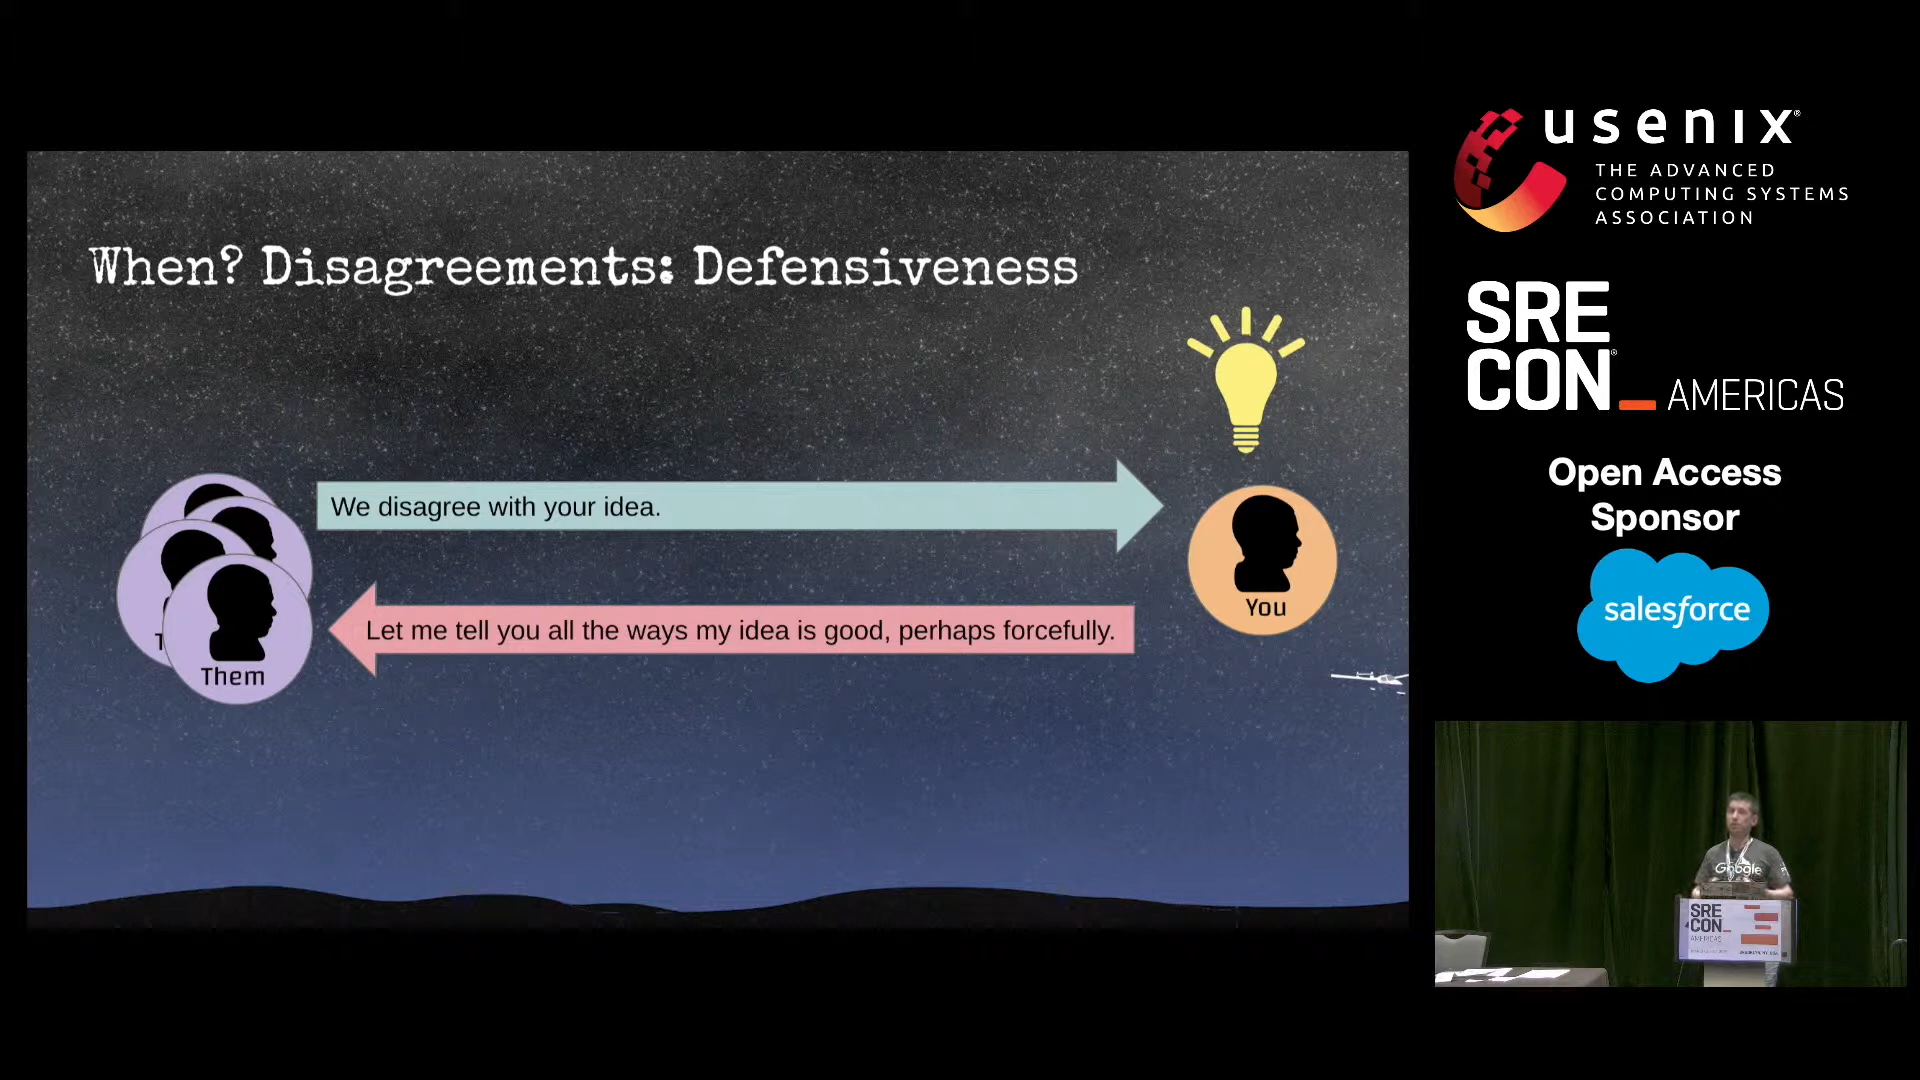 When? Disagreements: Defensiveness
We disagree with your idea.
You
Let me tell you all the ways my idea is good, perhaps forcefully.
Them
usenix®
THE ADVANCED
COMPUTING SYSTEMS
ASSOCIATION
SRE
CON®_ AMERICAS
Open Access
Sponsor
salesforce
Google
SRE
CON_
AMERICAS